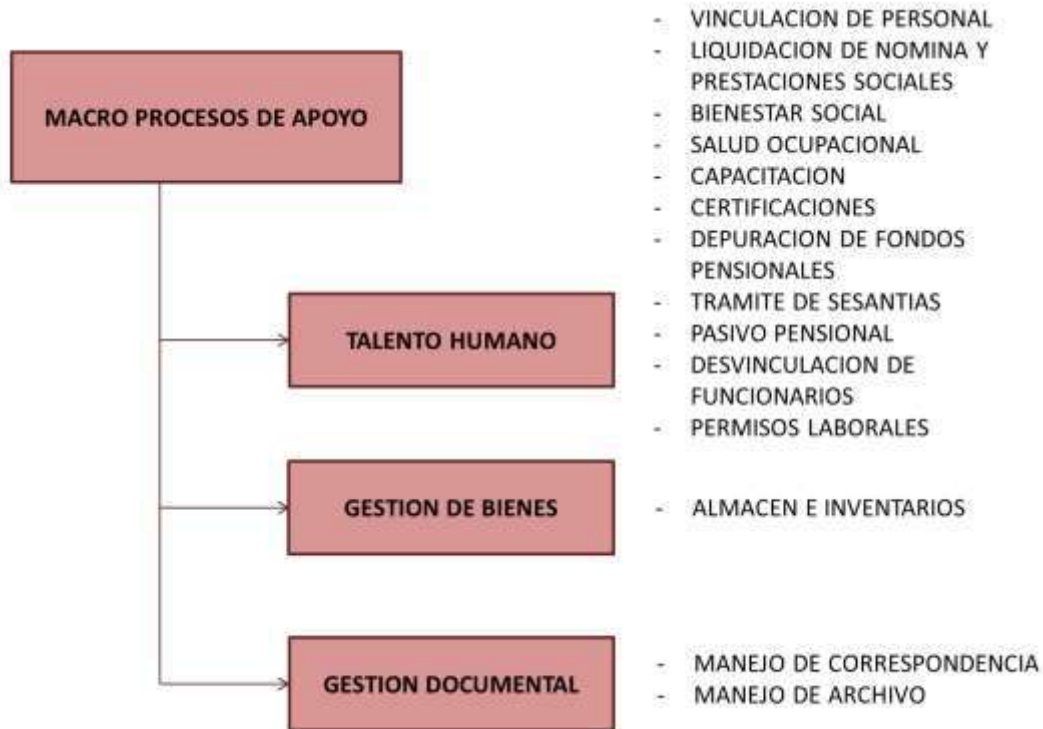 MACRO PROCESOS DE APOYO
- VINCULACION DE PERSONAL
- LIQUIDACION DE NOMINA Y
PRESTACIONES SOCIALES
- BIENESTAR SOCIAL
- SALUD OCUPACIONAL
- CAPACITACION
- CERTIFICACIONES
- DEPURACION DE FONDOS
PENSIONALES
- TRAMITE DE SESANTIAS
- PASIVO PENSIONAL
- DESVINCULACION DE
FUNCIONARIOS
- PERMISOS LABORALES
TALENTO HUMANO
GESTION DE BIENES
- ALMACEN E INVENTARIOS
GESTION DOCUMENTAL
- MANEJO DE CORRESPONDENCIA
- MANEJO DE ARCHIVO